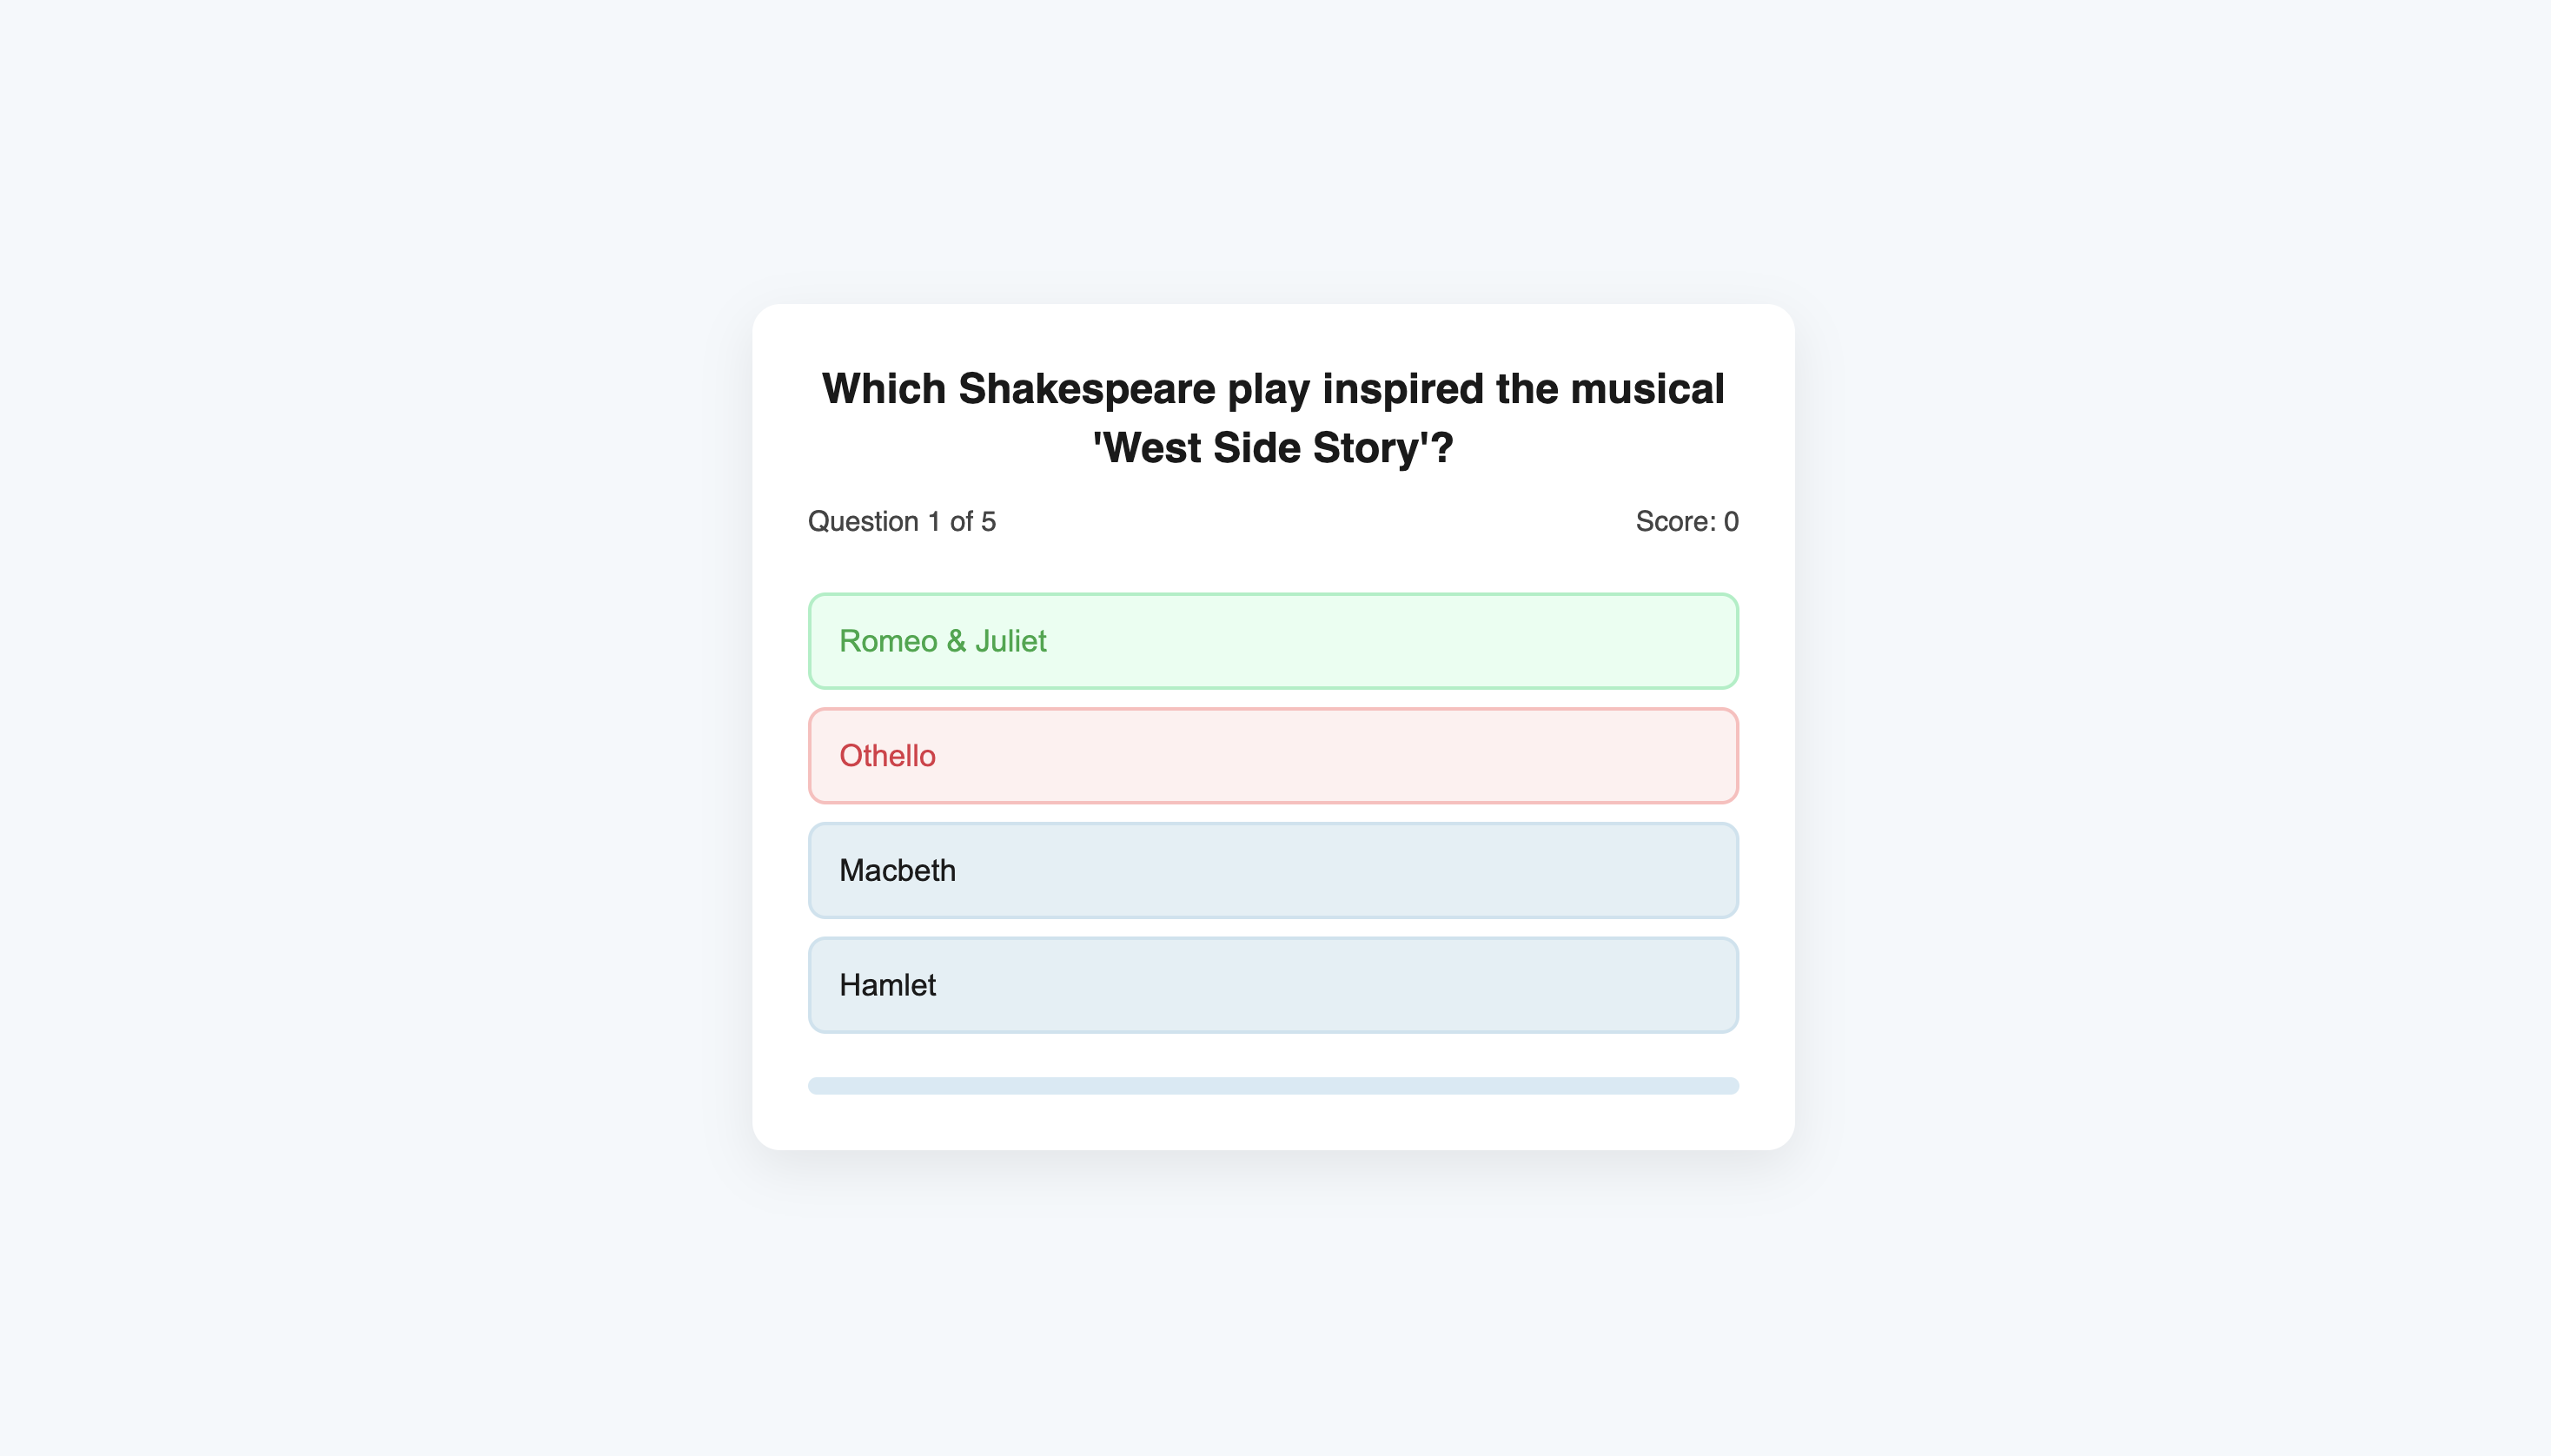 Which Shakespeare play inspired the musical
'West Side Story'?
Question 1 of 5
Score: 0
Romeo & Juliet
Othello
Macbeth
Hamlet